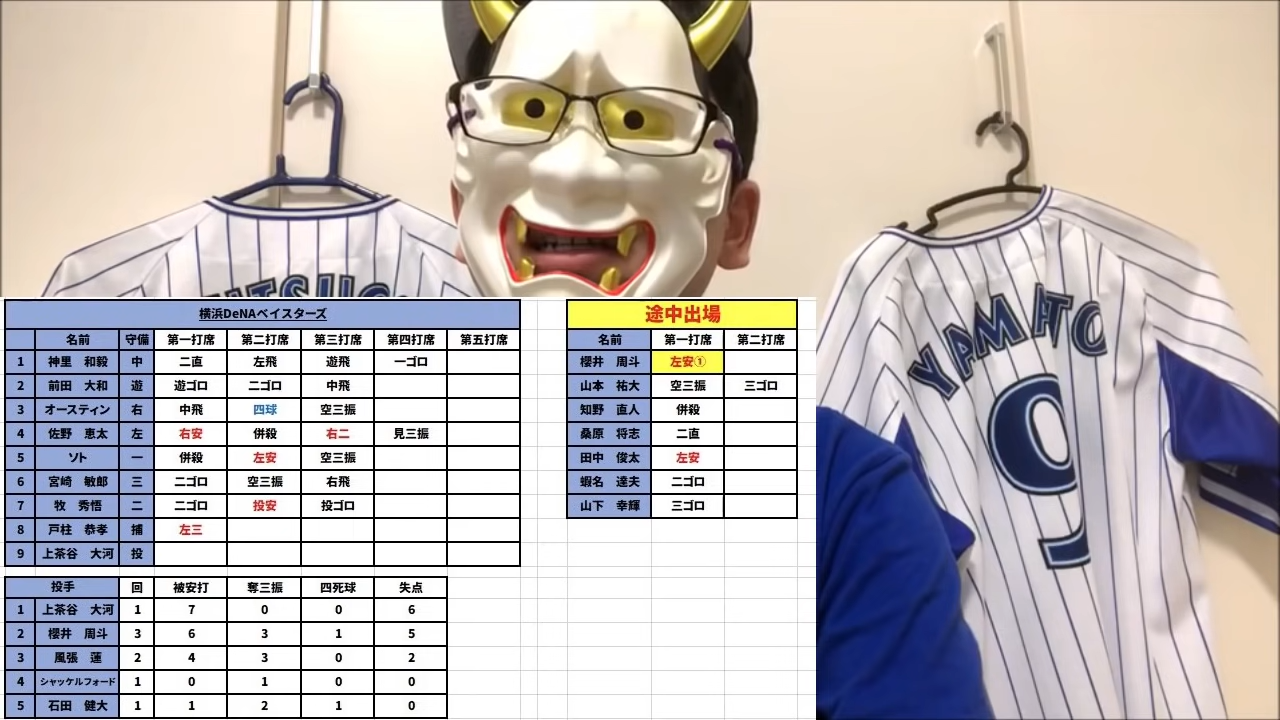 YAMATO
9
横浜DeNAベイスターズ
名前 守備 第一打席 第二打席 第三打席 第四打席 第五打席
1 神里 和毅 中 二直 左飛 遊飛 一ゴロ
2 前田 大和 遊 遊ゴロ 二ゴロ 中飛
3 オースティン 右 中飛 四球 空三振
4 佐野 恵太 左 右安 併殺 右二 見三振
5 ソト 一 併殺 左安 空三振
6 宮崎 敏郎 三 二ゴロ 空三振 右飛
7 牧 秀悟 二 二ゴロ 投安 投ゴロ
8 戸柱 恭孝 捕 左三
9 上茶谷 大河 投
途中出場
名前 第一打席 第二打席
櫻井 周斗 左安①
山本 祐大 空三振 三ゴロ
知野 直人 併殺
桑原 将志 二直
田中 俊太 左安
蝦名 達夫 二ゴロ
山下 幸輝 三ゴロ
投手 回 被安打 奪三振 四死球 失点
1 上茶谷 大河 1 7 0 0 6
2 櫻井 周斗 3 6 3 1 5
3 風張 蓮 2 4 3 0 2
4 シャッケルフォード 1 0 1 0 0
5 石田 健大 1 1 2 1 0